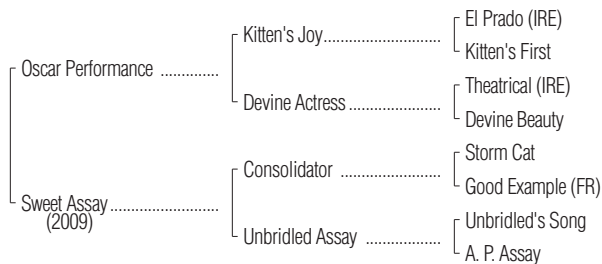 El Prado (IRE)
Kitten's Joy........................................
Kitten's First
Oscar Performance ..............
Theatrical (IRE)
Devine Actress ......................
Devine Beauty
Storm Cat
Consolidator ........................
Good Example (FR)
Sweet Assay..........................
(2009)
Unbridled's Song
Unbridled Assay ..................
A. P. Assay